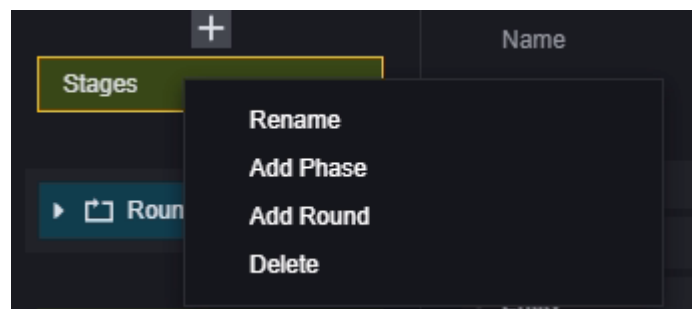 Name
Stages
Rename
Add Phase
Add Round
Delete
Roun